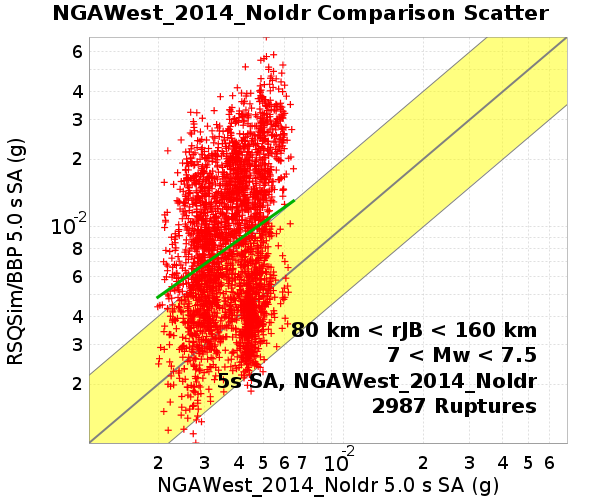 NGAWest_2014_NoIdr Comparison Scatter
RSQSim/BBP 5.0 s SA (g)
6
4
3
2
10-2
8
6
4
3
2
80 km < rJB < 160 km
7 < Mw < 7.5
5s SA, NGAWest_2014_NoIdr
2987 Ruptures
2 3 4 5 6 7 10-2 2 3 4 5 6
NGAWest_2014_NoIdr 5.0 s SA (g)